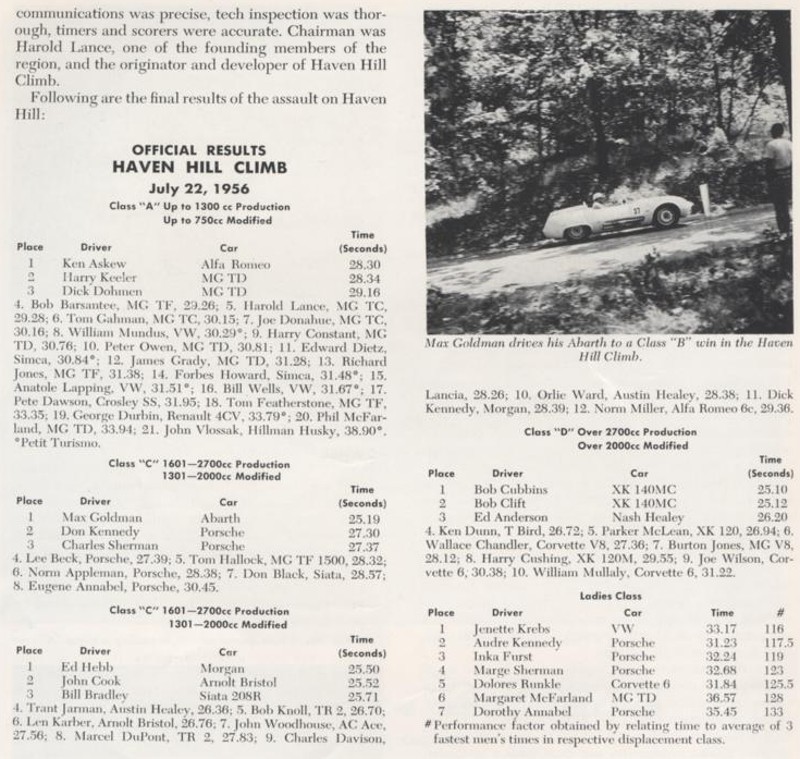 communications was precise, tech inspection was thor-
ough, timers and scorers were accurate. Chairman was
Harold Lance, one of the founding members of the
region, and the originator and developer of Haven Hill
Climb.
Following are the final results of the assault on Haven
Hill:
OFFICIAL RESULTS
HAVEN HILL CLIMB
July 22, 1956
Class "A" Up to 1300 cc Production
Up to 750cc Modified
Time
Place Driver Car (Seconds)
1 Ken Askew Alfa Romeo 28.30
2 Harry Keeler MG TD 28.34
3 Dick Dohmen MG TD 29.16
4. Bob Barsantee, MG TF, 29.26; 5. Harold Lance, MG TC,
29.28; 6. Tom Gahman, MG TC, 30.15; 7. Joe Donahue, MG TC,
30.16; 8. William Mundus, VW, 30.29*; 9. Harry Constant, MG
TD, 30.76; 10. Peter Owen, MG TD, 30.81; 11. Edward Dietz,
Simca, 30.84*; 12. James Grady, MG TD, 31.28; 13. Richard
Jones, MG TF, 31.38; 14. Forbes Howard, Simca, 31.48*; 15.
Anatole Lapping, VW, 31.51*; 16. Bill Wells, VW, 31.67*; 17.
Pete Dawson, Crosley SS, 31.95; 18. Tom Featherstone, MG TF,
33.35; 19. George Durbin, Renault 4CV, 33.79*; 20. Phil McFar-
land, MG TD, 33.94; 21. John Vlossak, Hillman Husky, 38.90*.
*Petit Turismo.
Class "C" 1601—2700cc Production
1301—2000cc Modified
Time
Place Driver Car (Seconds)
1 Max Goldman Abarth 25.19
2 Don Kennedy Porsche 27.30
3 Charles Sherman Porsche 27.37
4. Lee Beck, Porsche, 27.39; 5. Tom Hallock, MG TF 1500, 28.32;
6. Norm Appleman, Porsche, 28.38; 7. Don Black, Siata, 28.57;
8. Eugene Annabel, Porsche, 30.45.
Class "C" 1601—2700cc Production
1301—2000cc Modified
Time
Place Driver Car (Seconds)
1 Ed Hebb Morgan 25.50
2 John Cook Arnolt Bristol 25.52
3 Bill Bradley Siata 208R 25.71
4. Trant Jarman, Austin Healey, 26.36; 5. Bob Knoll, TR 2, 26.70;
6. Len Karber, Arnolt Bristol, 26.76; 7. John Woodhouse, AC Ace,
27.56; 8. Marcel DuPont, TR 2, 27.83; 9. Charles Davison,
37
Max Goldman drives his Abarth to a Class "B" win in the Haven
Hill Climb.
Lancia, 28.26; 10. Orlie Ward, Austin Healey, 28.38; 11. Dick
Kennedy, Morgan, 28.39; 12. Norm Miller, Alfa Romeo 6c, 29.36.
Class "D" Over 2700cc Production
Over 2000cc Modified
Time
Place Driver Car (Seconds)
1 Bob Cubbins XK 140MC 25.10
2 Bob Clift XK 140MC 25.12
3 Ed Anderson Nash Healey 26.20
4. Ken Dunn, T Bird, 26.72; 5. Parker McLean, XK 120, 26.94; 6.
Wallace Chandler, Corvette V8, 27.36; 7. Burton Jones, MG V8,
28.12; 8. Harry Cushing, XK 120M, 29.55; 9. Joe Wilson, Cor-
vette 6, 30.38; 10. William Mullaly, Corvette 6, 31.22.
Ladies Class
Place Driver Car Time #
1 Jenette Krebs VW 33.17 116
2 Audre Kennedy Porsche 31.23 117.5
3 Inka Furst Porsche 32.24 119
4 Marge Sherman Porsche 32.68 123
5 Dolores Runkle Corvette 6 31.84 125.5
6 Margaret McFarland MG TD 36.57 128
7 Dorothy Annabel Porsche 35.45 133
#Performance factor obtained by relating time to average of 3
fastest men's times in respective displacement class.